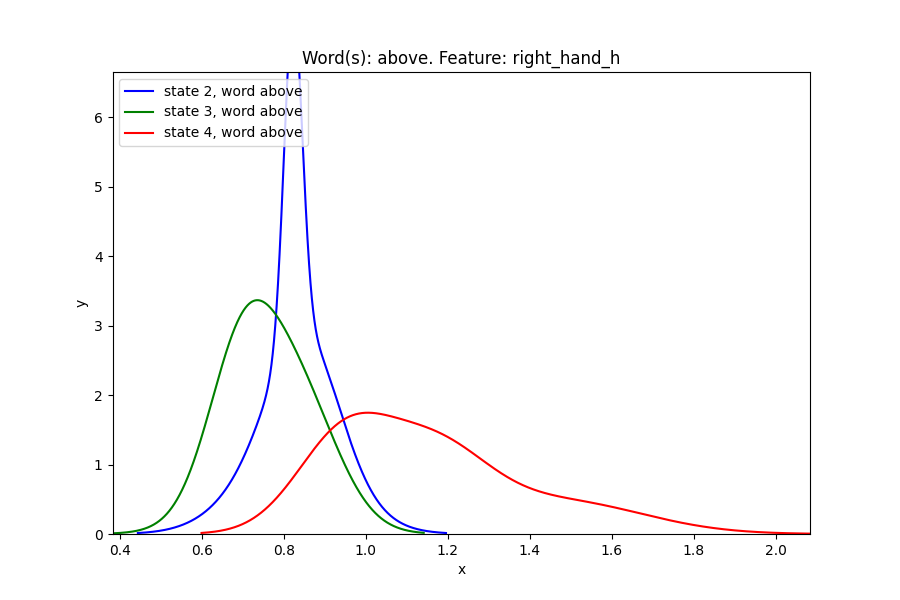 Word(s): above. Feature: right_hand_h
state 2, word above
state 3, word above
state 4, word above
y
6
5
4
3
2
1
0
0.4 0.6 0.8 1.0 1.2 1.4 1.6 1.8 2.0
x